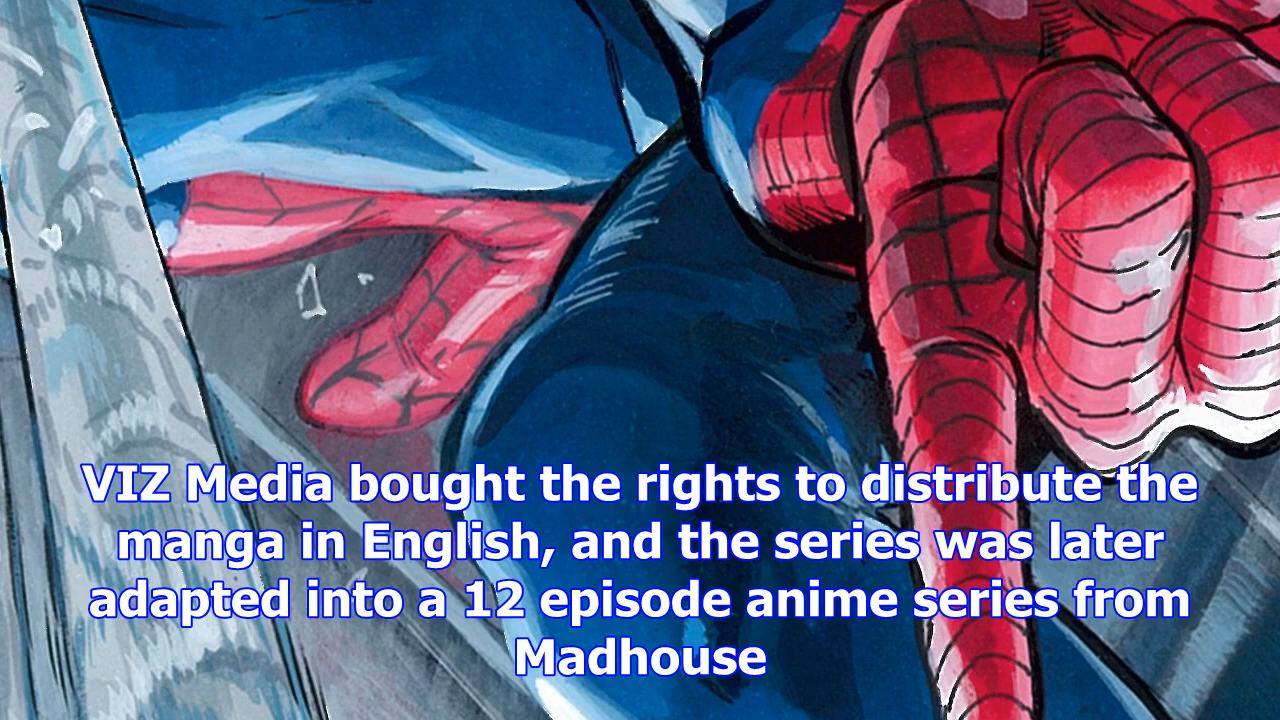 VIZ Media bought the rights to distribute the
manga in English, and the series was later
adapted into a 12 episode anime series from
Madhouse